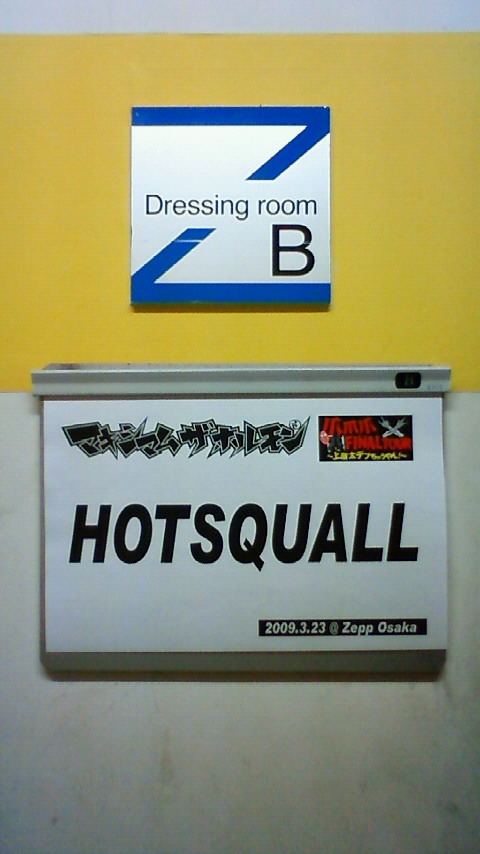 Dressing room
B
マキシマム ザ ホルモン
FINAL TOUR
HOTSQUALL
2009.3.23 @ Zepp Osaka